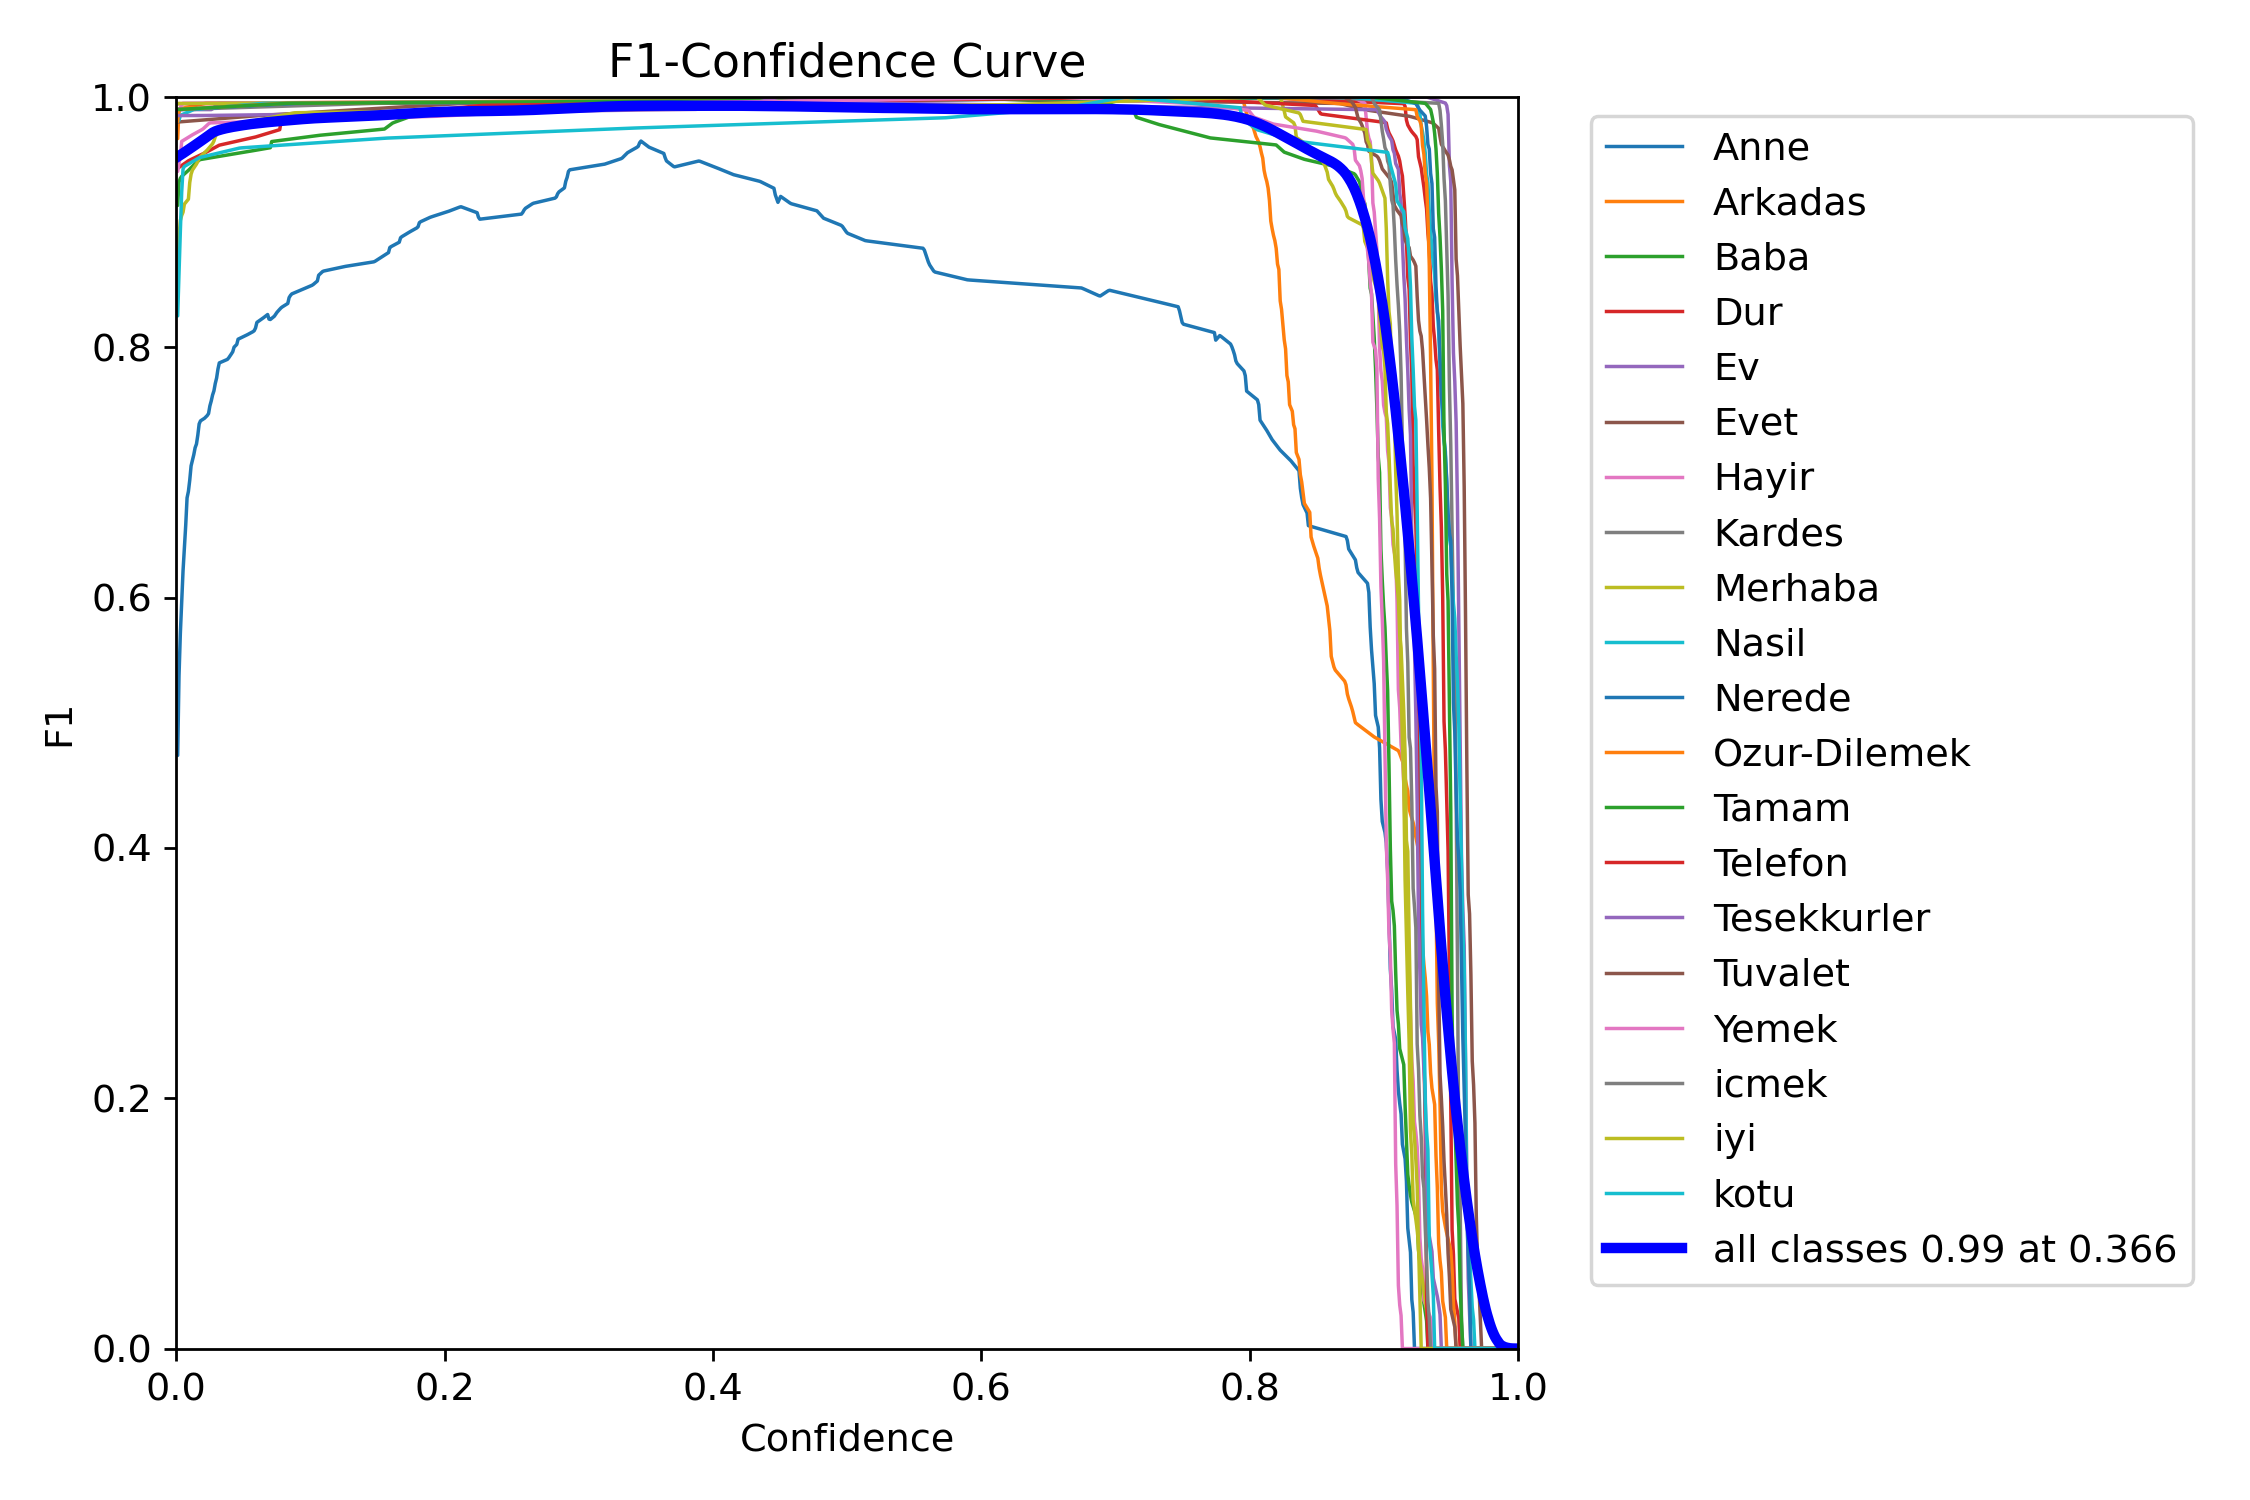 F1-Confidence Curve
1.0
0.8
0.6
0.4
0.2
0.0
F1
0.0 0.2 0.4 0.6 0.8 1.0
Confidence
Anne
Arkadas
Baba
Dur
Ev
Evet
Hayir
Kardes
Merhaba
Nasil
Nerede
Ozur-Dilemek
Tamam
Telefon
Tesekkurler
Tuvalet
Yemek
icmek
iyi
kotu
all classes 0.99 at 0.366